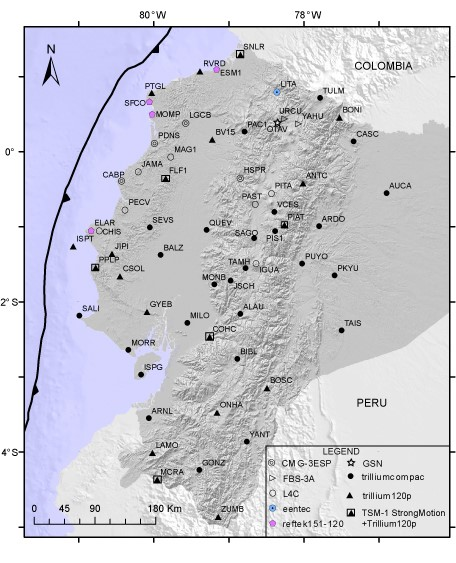 80°W 78°W
N
SNLR
RVRD
ESM1
COLOMBIA
PTGL
LITA
TULM
SFCO
MOMP
LGCB
URCU
YAHU
BONI
PAC1
OTAV
BV15
CASC
PDNS
0°
MAG1
JAMA
FLF1
CABP
HSPR
ANTC
PITA
AUCA
PAST
PECV
VCES
SEVS
QUEV
PIAT
ARDO
ELAR
CHIS
SAGO
PIS1
ISPT
JIPI
BALZ
PPLP
CSOL
TAMH
IGUA
PUYO
PKYU
MONB
JSCH
2°S
SALI
GYEB
MILO
ALAU
TAIS
COHC
MORR
BIBL
ISPG
BOSC
PERU
ARNL
ONHA
YANT
4°S
LAMO
MCRA
GONZ
ZUMB
0 45 90 180 Km
LEGEND
CMG-3ESP
FBS-3A
L4C
eentec
reftek151-120
GSN
trilliumcompac
trillium120p
TSM-1 StrongMotion
+Trillium120p